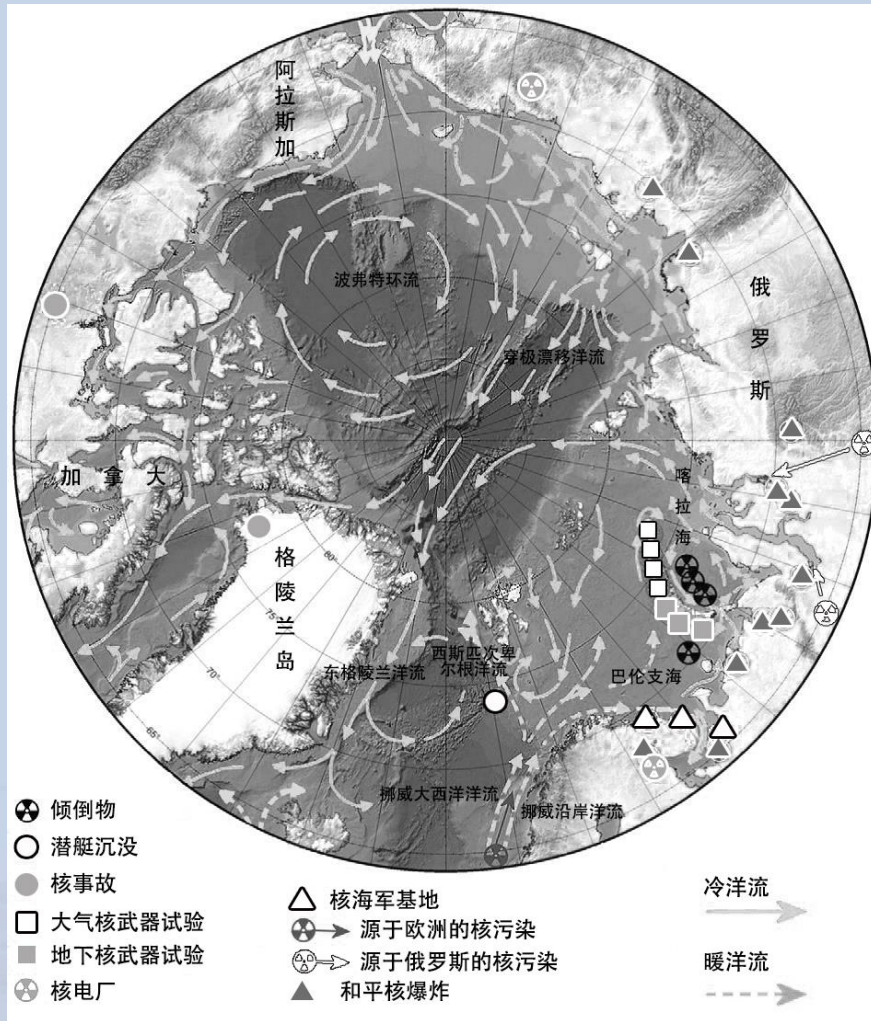 阿拉斯加
波弗特环流
俄罗斯
穿极漂移洋流
加拿大
喀拉海
格陵兰岛
80°
75°
70°
65°
西斯匹次卑
尔根洋流
东格陵兰洋流
巴伦支海
挪威大西洋洋流
挪威沿岸洋流
倾倒物
潜艇沉没
核事故
大气核武器试验
地下核武器试验
核电厂
核海军基地
源于欧洲的核污染
源于俄罗斯的核污染
和平核爆炸
冷洋流
暖洋流